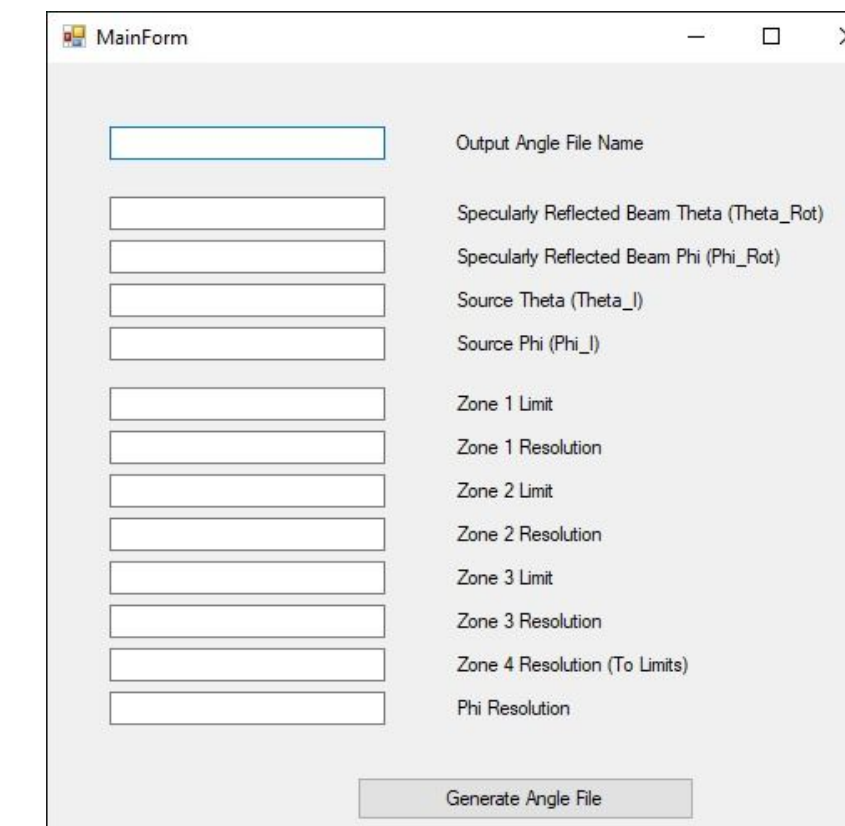 MainForm
Output Angle File Name
Specularly Reflected Beam Theta (Theta_Rot)
Specularly Reflected Beam Phi (Phi_Rot)
Source Theta (Theta_I)
Source Phi (Phi_I)
Zone 1 Limit
Zone 1 Resolution
Zone 2 Limit
Zone 2 Resolution
Zone 3 Limit
Zone 3 Resolution
Zone 4 Resolution (To Limits)
Phi Resolution
Generate Angle File